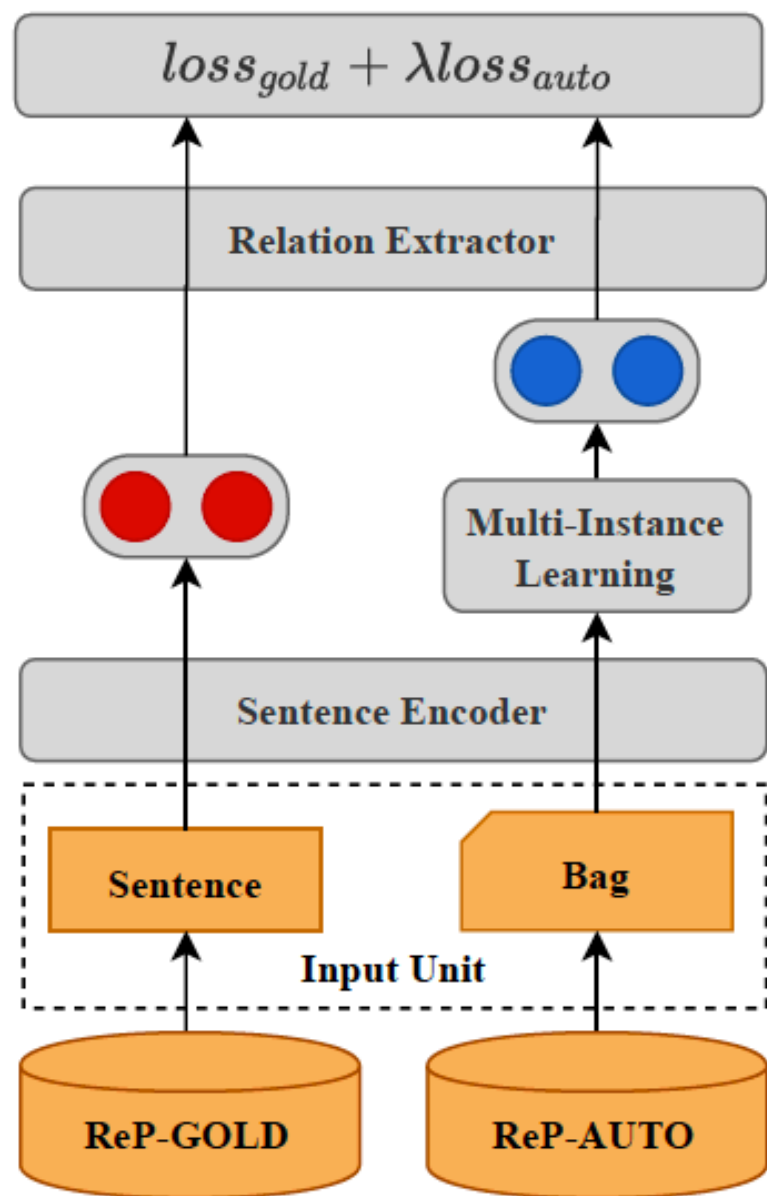 loss_gold + λloss_auto
Relation Extractor
Multi-Instance
Learning
Sentence Encoder
Sentence
Bag
Input Unit
ReP-GOLD
ReP-AUTO